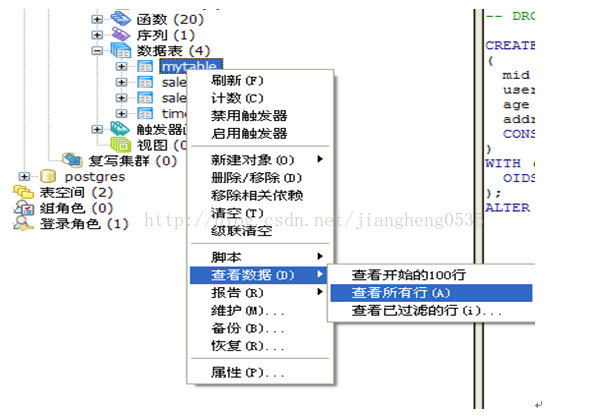 函数 (20)
序列 (1)
数据表 (4)
mytable
sale
sale
time
触发器
视图 (0)
复写集群 (0)
postgres
表空间 (2)
组角色 (0)
登录角色 (1)
刷新(F)
计数(C)
禁用触发器
启用触发器
新建对象(O)
删除/移除(D)
移除相关依赖
清空(T)
级联清空
脚本
查看数据(D)
报告(R)
维护(M)...
备份(B)...
恢复(R)...
属性(P)...
查看开始的100行
查看所有行(A)
查看已过滤的行(i)...
-- DRO
CREATE
(
mid
user
age
addr
CONS
)
WITH (
OIDS
);
ALTER
http://blog.csdn.net/jiangheng0535